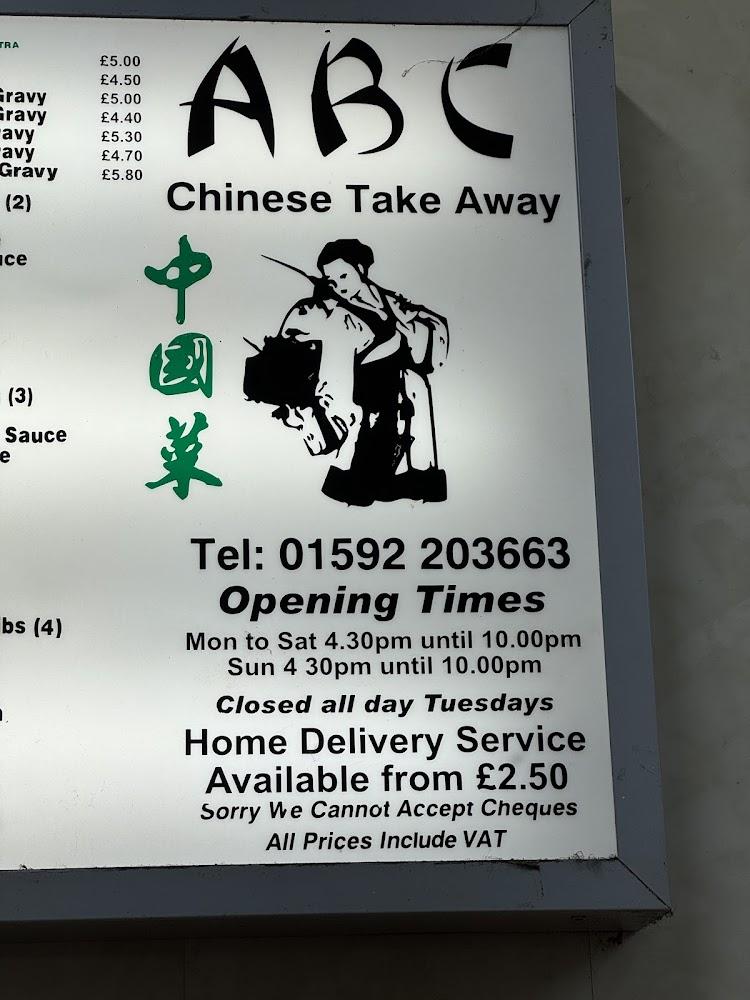 TRA
£5.00
£4.50
Gravy £5.00
Gravy £4.40
avy £5.30
avy £4.70
Gravy £5.80
(2)
uce
(3)
Sauce
e
ibs (4)
ABC
Chinese Take Away
中
國
菜
Tel: 01592 203663
Opening Times
Mon to Sat 4.30pm until 10.00pm
Sun 4 30pm until 10.00pm
Closed all day Tuesdays
Home Delivery Service
Available from £2.50
Sorry We Cannot Accept Cheques
All Prices Include VAT